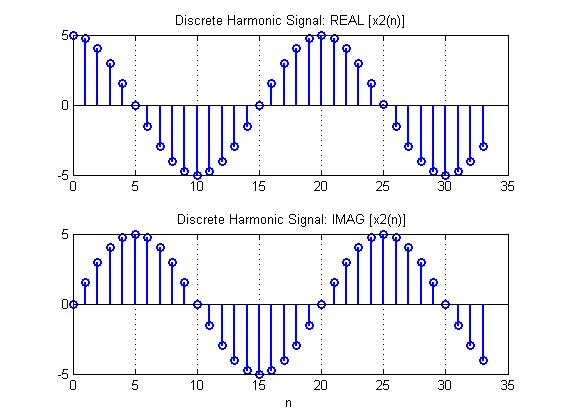 Discrete Harmonic Signal: REAL [x2(n)]
5
0
-5
0 5 10 15 20 25 30 35
Discrete Harmonic Signal: IMAG [x2(n)]
5
0
-5
0 5 10 15 20 25 30 35
n